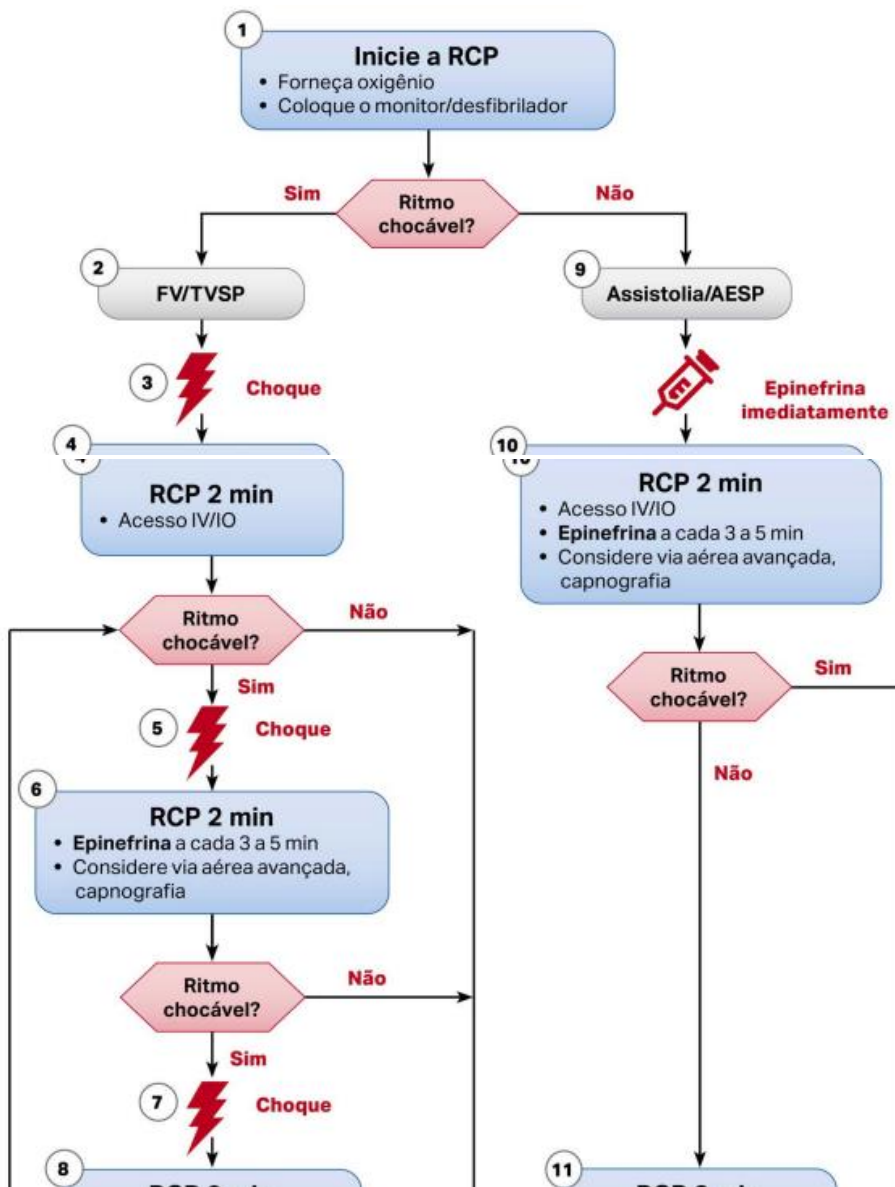 1
Inicie a RCP
• Forneça oxigênio
• Coloque o monitor/desfibrilador
Sim
Ritmo
chocável?
Não
2
FV/TVSP
9
Assistolia/AESP
3
Choque
Epinefrina
imediatamente
4
RCP 2 min
• Acesso IV/IO
10
RCP 2 min
• Acesso IV/IO
• Epinefrina a cada 3 a 5 min
• Considere via aérea avançada,
capnografia
Ritmo
chocável?
Não
Sim
Ritmo
chocável?
Sim
Não
5
Choque
6
RCP 2 min
• Epinefrina a cada 3 a 5 min
• Considere via aérea avançada,
capnografia
Ritmo
chocável?
Não
Sim
7
Choque
8
11